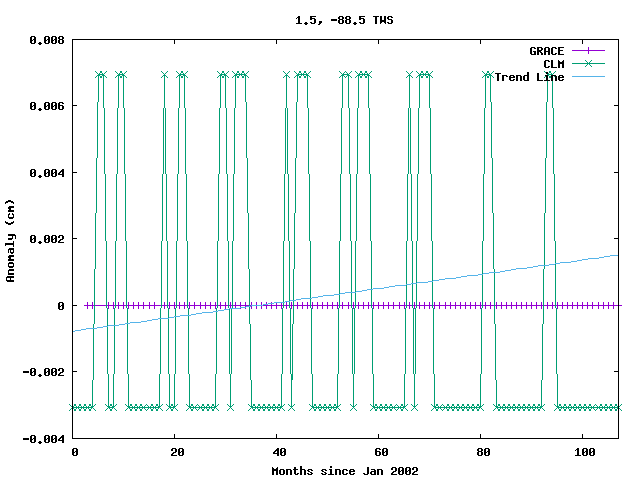 1.5, -88.5 TWS
0.008
0.006
0.004
0.002
0
-0.002
-0.004
Anomaly (cm)
GRACE
CLM
Trend Line
0 20 40 60 80 100
Months since Jan 2002